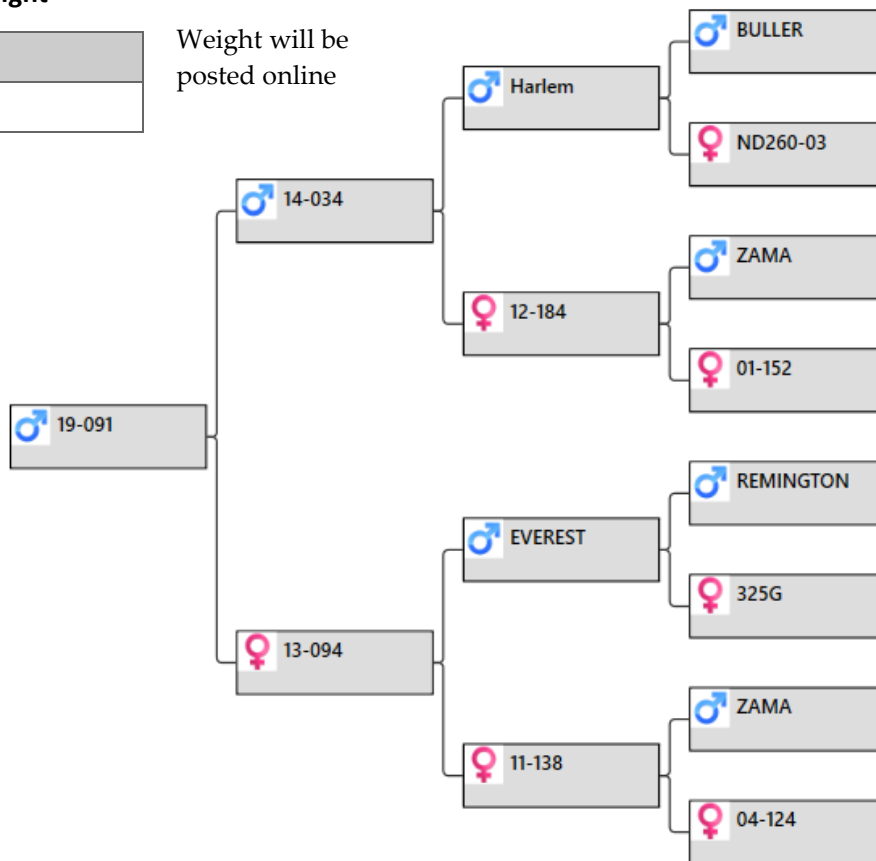 Weight will be
posted online
BULLER
Harlem
ND260-03
14-034
ZAMA
12-184
01-152
19-091
REMINGTON
EVEREST
325G
13-094
ZAMA
11-138
04-124